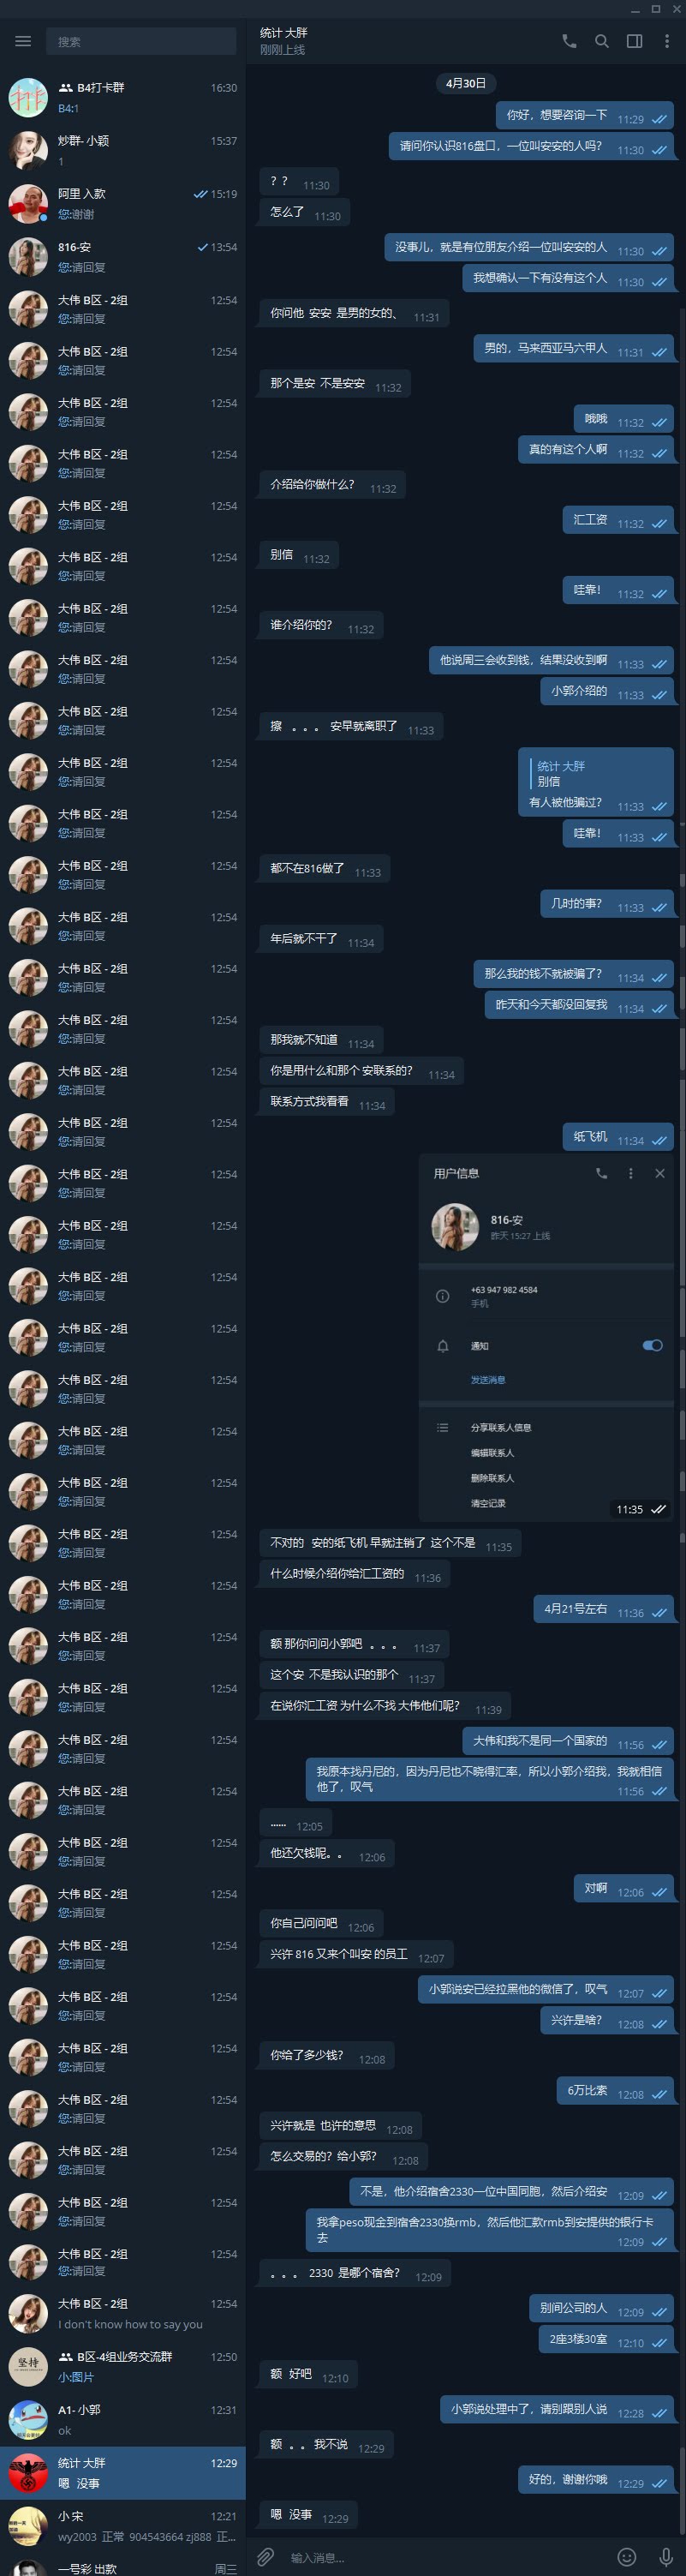 搜索
B4打卡群 16:30
B4:1
炒群- 小颖 15:37
1
阿里 入款 15:19
您:谢谢
816-安 13:54
您:请回复
大伟 B区 - 2组 12:54
您:请回复
大伟 B区 - 2组 12:54
您:请回复
大伟 B区 - 2组 12:54
您:请回复
大伟 B区 - 2组 12:54
您:请回复
大伟 B区 - 2组 12:54
您:请回复
大伟 B区 - 2组 12:54
您:请回复
大伟 B区 - 2组 12:54
您:请回复
大伟 B区 - 2组 12:54
您:请回复
大伟 B区 - 2组 12:54
您:请回复
大伟 B区 - 2组 12:54
您:请回复
大伟 B区 - 2组 12:54
您:请回复
大伟 B区 - 2组 12:54
您:请回复
大伟 B区 - 2组 12:54
您:请回复
大伟 B区 - 2组 12:54
您:请回复
大伟 B区 - 2组 12:54
您:请回复
大伟 B区 - 2组 12:54
您:请回复
大伟 B区 - 2组 12:54
您:请回复
大伟 B区 - 2组 12:54
您:请回复
大伟 B区 - 2组 12:54
您:请回复
大伟 B区 - 2组 12:54
您:请回复
大伟 B区 - 2组 12:54
您:请回复
大伟 B区 - 2组 12:54
您:请回复
大伟 B区 - 2组 12:54
您:请回复
大伟 B区 - 2组 12:54
您:请回复
大伟 B区 - 2组 12:54
您:请回复
大伟 B区 - 2组 12:54
您:请回复
大伟 B区 - 2组 12:54
您:请回复
大伟 B区 - 2组 12:54
您:请回复
大伟 B区 - 2组 12:54
您:请回复
大伟 B区 - 2组 12:54
您:请回复
大伟 B区 - 2组 12:54
您:请回复
大伟 B区 - 2组 12:54
您:请回复
大伟 B区 - 2组 12:54
您:请回复
大伟 B区 - 2组 12:54
您:请回复
大伟 B区 - 2组 12:54
您:请回复
大伟 B区 - 2组 12:54
您:请回复
大伟 B区 - 2组 12:54
您:请回复
大伟 B区 - 2组 12:54
您:请回复
大伟 B区 - 2组 12:54
您:请回复
大伟 B区 - 2组 12:54
I don't know how to say you
B区-4组业务交流群 12:50
小:图片
A1- 小郭 12:31
ok
统计 大胖 12:29
嗯 没事
小 宋 12:21
wy2003 正常 904543664 zj888 正...
一号彩 出款 周三
坚持
统计 大胖
刚刚上线
4月30日
你好，想要咨询一下 11:29
请问你认识816盘口，一位叫安安的人吗？ 11:30
？？ 11:30
怎么了 11:30
没事儿，就是有位朋友介绍一位叫安安的人 11:30
我想确认一下有没有这个人 11:30
你问他 安安 是男的女的、 11:31
男的，马来西亚马六甲人 11:31
那个是安 不是安安 11:32
哦哦 11:32
真的有这个人啊 11:32
介绍给你做什么？ 11:32
汇工资 11:32
别信 11:32
哇靠！ 11:32
谁介绍你的？ 11:32
他说周三会收到钱，结果没收到啊 11:33
小郭介绍的 11:33
擦 。。。 安早就离职了 11:33
统计 大胖
别信
有人被他骗过？ 11:33
哇靠！ 11:33
都不在816做了 11:33
几时的事？ 11:33
年后就不干了 11:34
那么我的钱不就被骗了？ 11:34
昨天和今天都没回复我 11:34
那我就不知道 11:34
你是用什么和那个 安联系的？ 11:34
联系方式我看看 11:34
纸飞机 11:34
用户信息
816-安
昨天 15:27 上线
+63 947 982 4584
手机
通知
发送消息
分享联系人信息
编辑联系人
删除联系人
清空记录
11:35
不对的 安的纸飞机 早就注销了 这个不是 11:35
什么时候介绍你给汇工资的 11:36
4月21号左右 11:36
额 那你问问小郭吧 。。。 11:37
这个安 不是我认识的那个 11:37
在说你汇工资 为什么不找 大伟他们呢？ 11:39
大伟和我不是同一个国家的 11:56
我原本找丹尼的，因为丹尼也不晓得汇率，所以小郭介绍我，我就相信
他了，叹气 11:56
...... 12:05
他还欠钱呢。。 12:06
对啊 12:06
你自己问问吧 12:06
兴许 816 又来个叫安 的员工 12:07
小郭说安已经拉黑他的微信了，叹气 12:07
兴许是啥？ 12:08
你给了多少钱？ 12:08
6万比索 12:08
兴许就是 也许的意思 12:08
怎么交易的？给小郭？ 12:08
不是，他介绍宿舍2330一位中国同胞，然后介绍安 12:09
我拿peso现金到宿舍2330换rmb，然后他汇款rmb到安提供的银行卡
去 12:09
。。。 2330 是哪个宿舍？ 12:09
别间公司的人 12:09
2座3楼30室 12:10
额 好吧 12:10
小郭说处理中了，请别跟别人说 12:28
额 。。 我不说 12:29
好的，谢谢你哦 12:29
嗯 没事 12:29
输入消息...